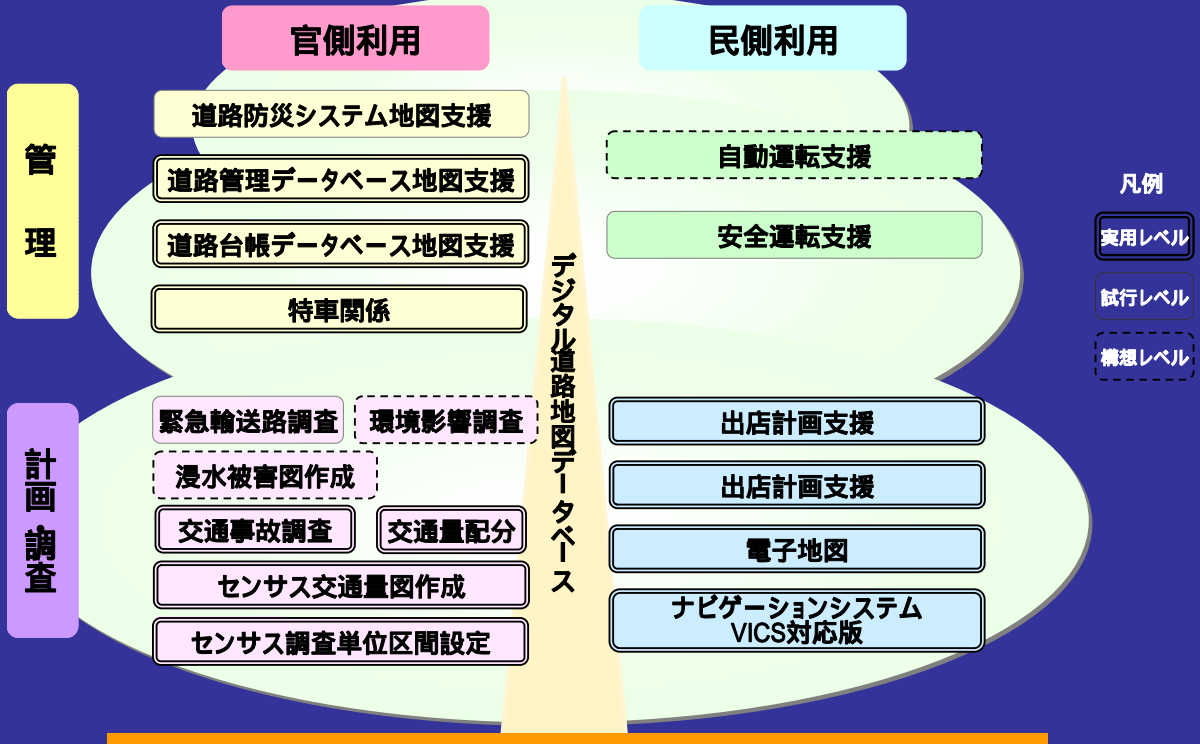 官側利用
民側利用
管理
道路防災システム地図支援
道路管理データベース地図支援
道路台帳データベース地図支援
特車関係
自動運転支援
安全運転支援
凡例
実用レベル
試行レベル
構想レベル
デジタル道路地図データベース
計画・調査
緊急輸送路調査
環境影響調査
浸水被害図作成
交通事故調査
交通量配分
センサス交通量図作成
センサス調査単位区間設定
出店計画支援
出店計画支援
電子地図
ナビゲーションシステム
VICS対応版